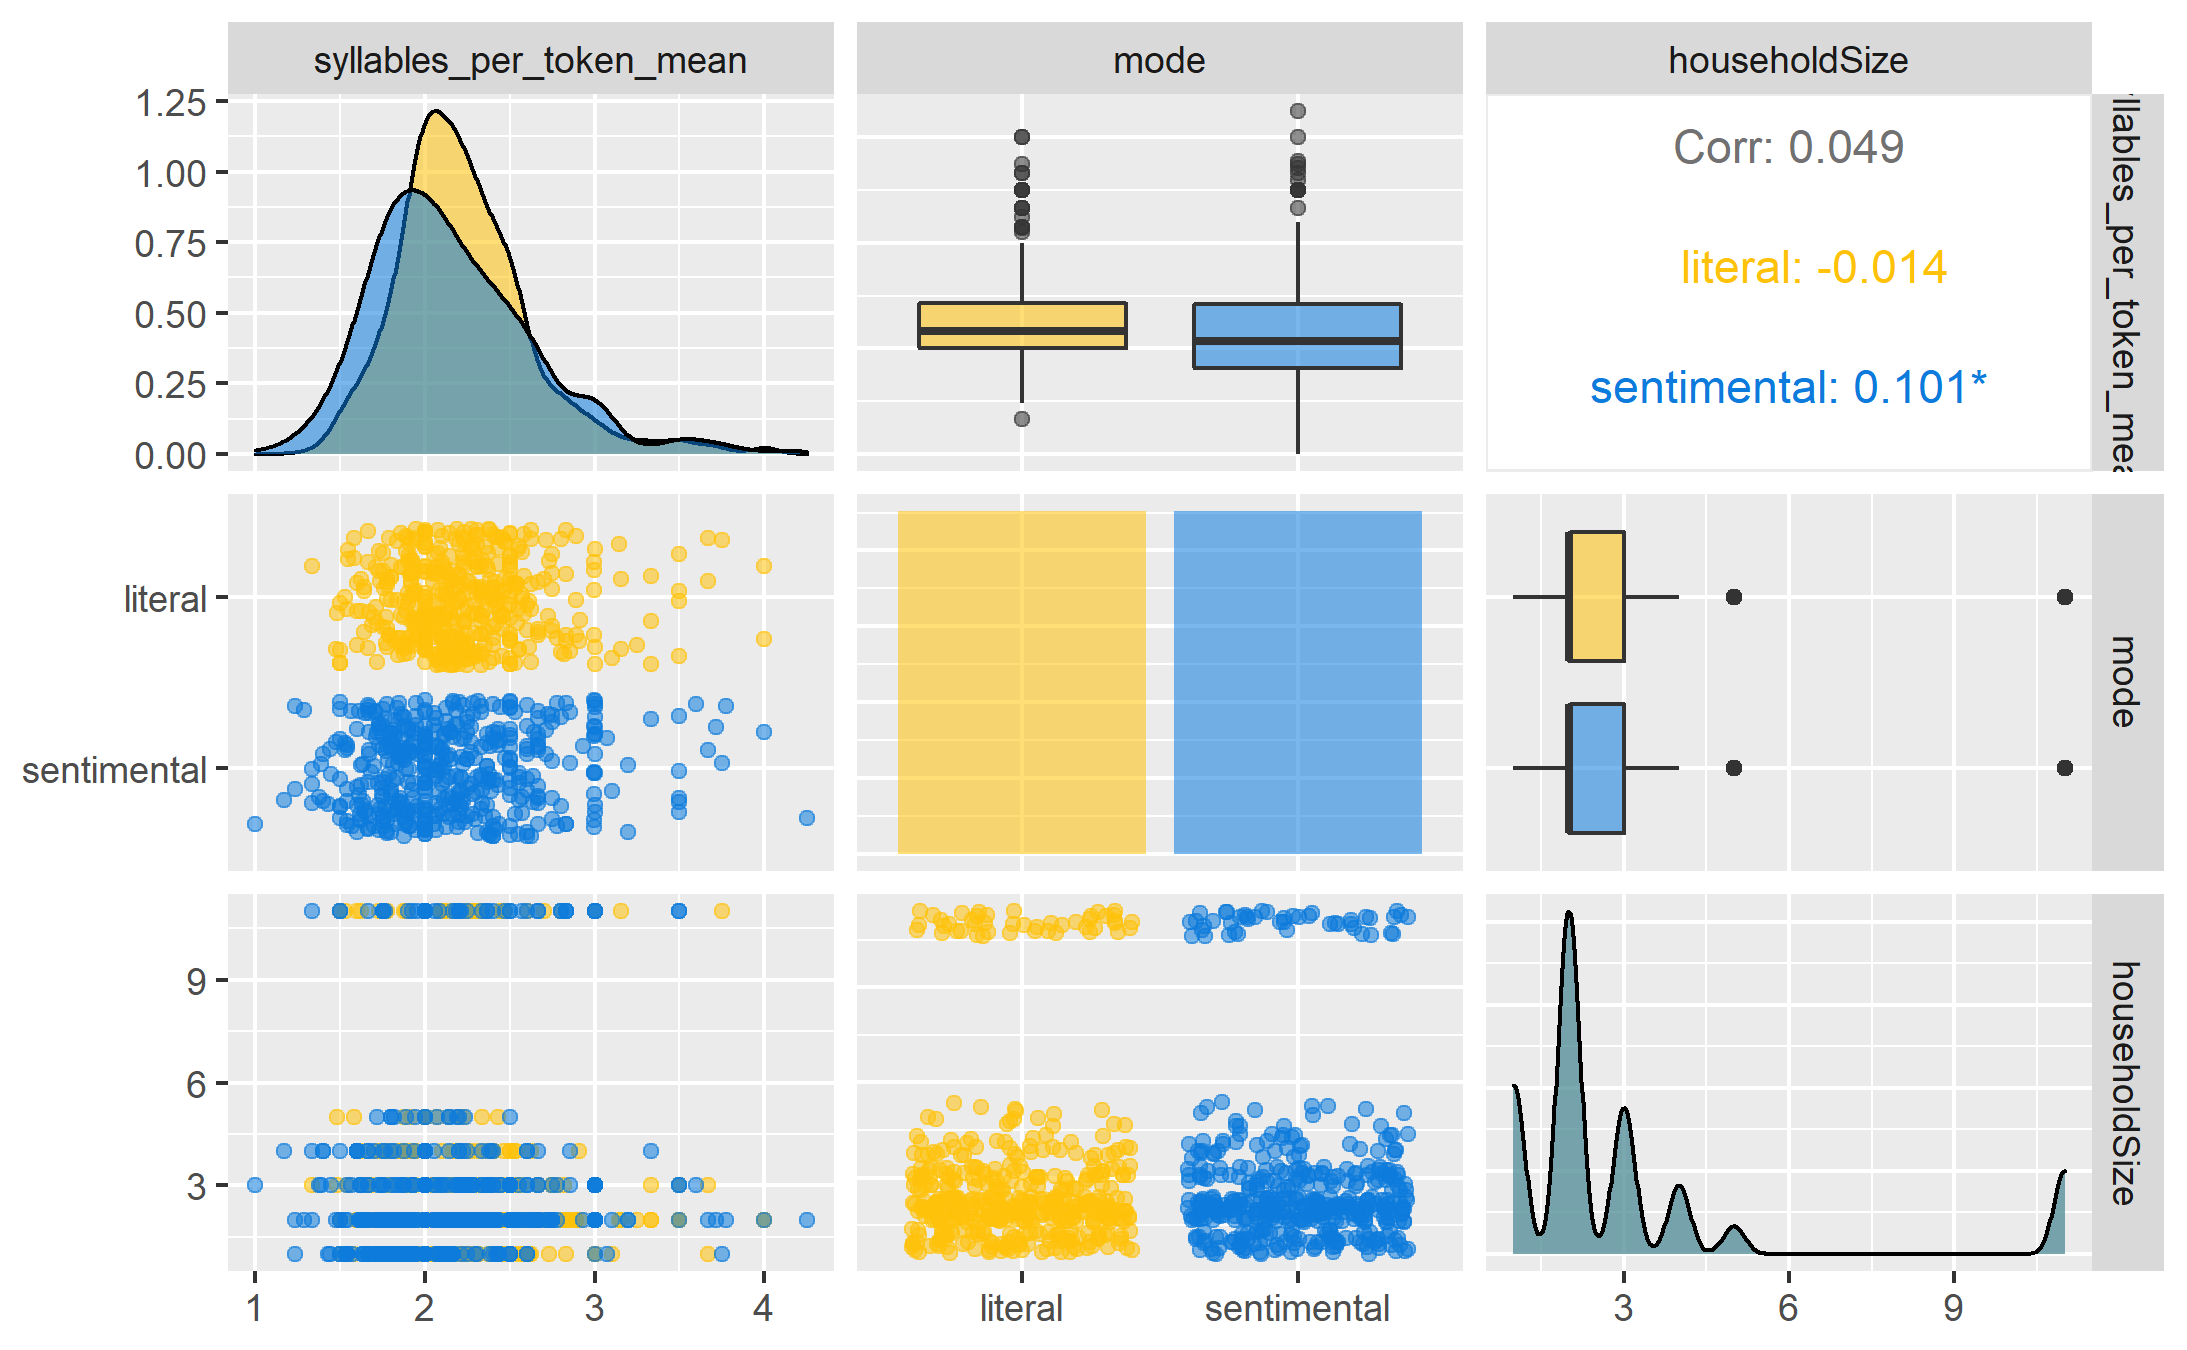 syllables_per_token_mean
mode
householdSize
1.25
1.00
0.75
0.50
0.25
0.00
Corr: 0.049
literal: -0.014
sentimental: 0.101*
llables_per_token_mea
literal
sentimental
mode
9
6
3
householdSize
1 2 3 4
literal sentimental
3 6 9